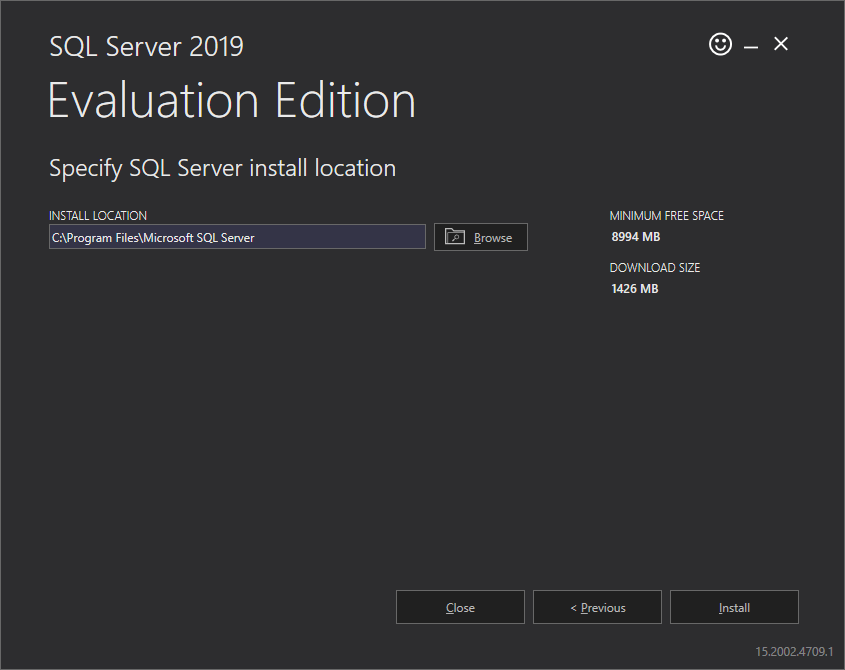 SQL Server 2019
Evaluation Edition
Specify SQL Server install location
INSTALL LOCATION
C:\Program Files\Microsoft SQL Server
Browse
MINIMUM FREE SPACE
8994 MB
DOWNLOAD SIZE
1426 MB
Close
< Previous
Install
15.2002.4709.1